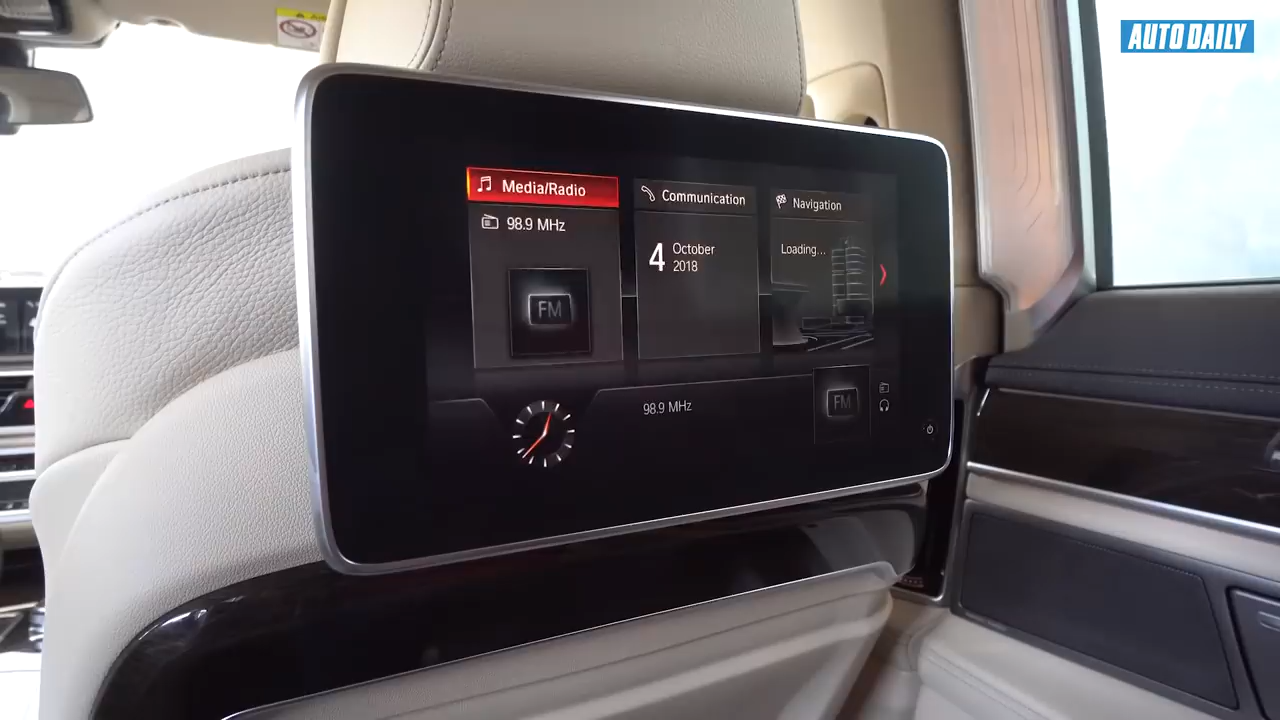 AUTO DAILY
Media/Radio
98.9 MHz
FM
Communication
4 October
2018
Navigation
Loading...
98.9 MHz
FM